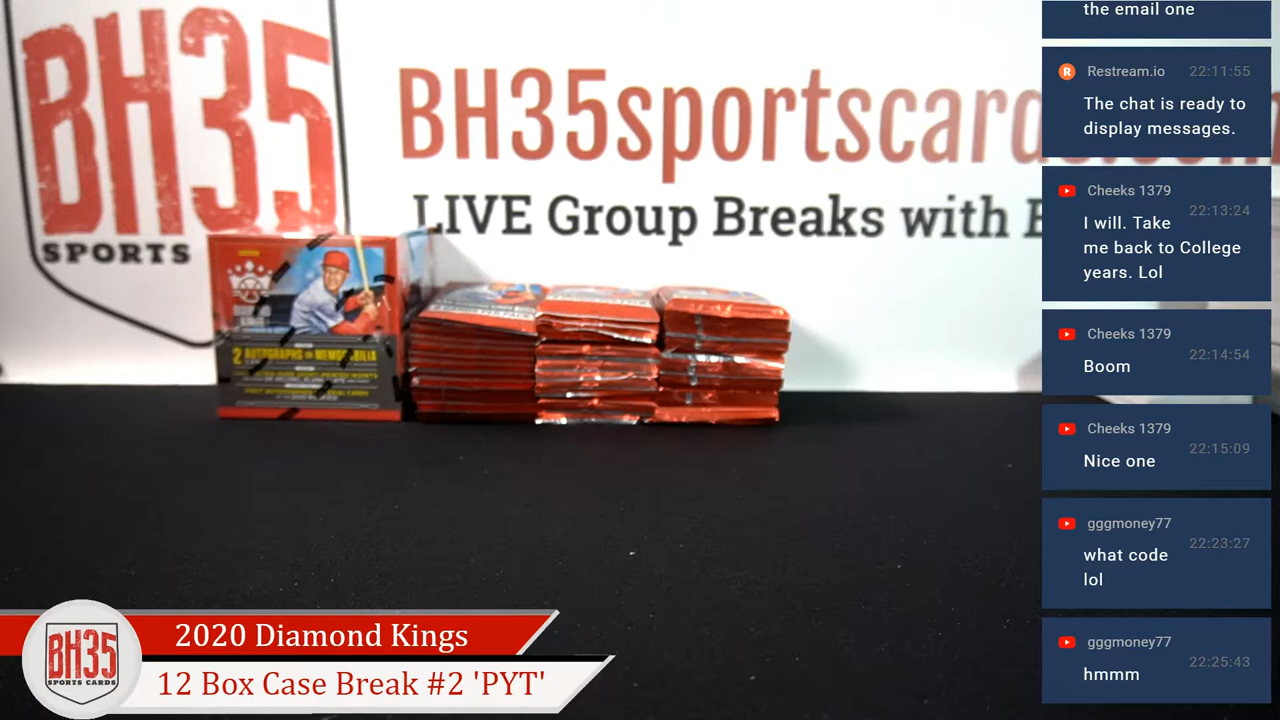 BH35
SPORTS
BH35sportscards.com
LIVE Group Breaks with
2 AUTOGRAPHS OR MEMORABILIA
2020 Diamond Kings
12 Box Case Break #2 'PYT'
BH35
SPORTS CARDS
the email one
Restream.io 22:11:55
The chat is ready to
display messages.
Cheeks 1379 22:13:24
I will. Take
me back to College
years. Lol
Cheeks 1379 22:14:54
Boom
Cheeks 1379 22:15:09
Nice one
gggmoney77 22:23:27
what code
lol
gggmoney77 22:25:43
hmmm